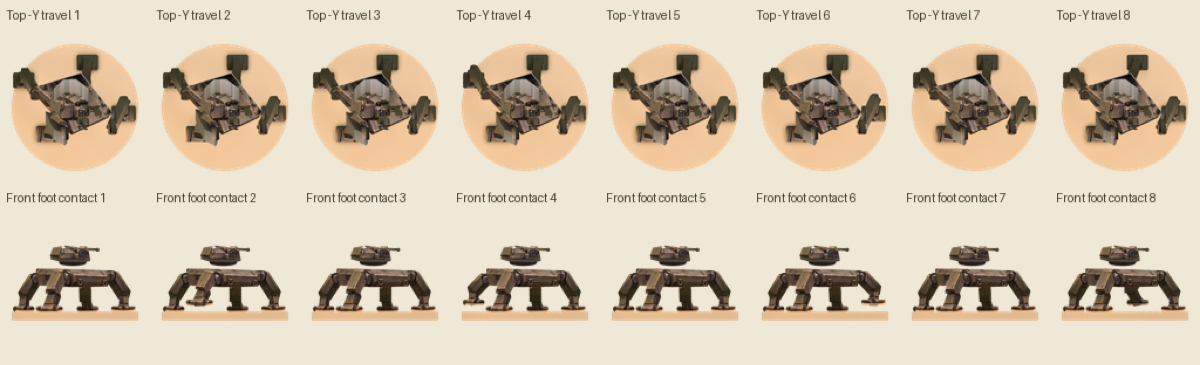 Top-Y travel 1
Top-Y travel 2
Top-Y travel 3
Top-Y travel 4
Top-Y travel 5
Top-Y travel 6
Top-Y travel 7
Top-Y travel 8
Front foot contact 1
Front foot contact 2
Front foot contact 3
Front foot contact 4
Front foot contact 5
Front foot contact 6
Front foot contact 7
Front foot contact 8